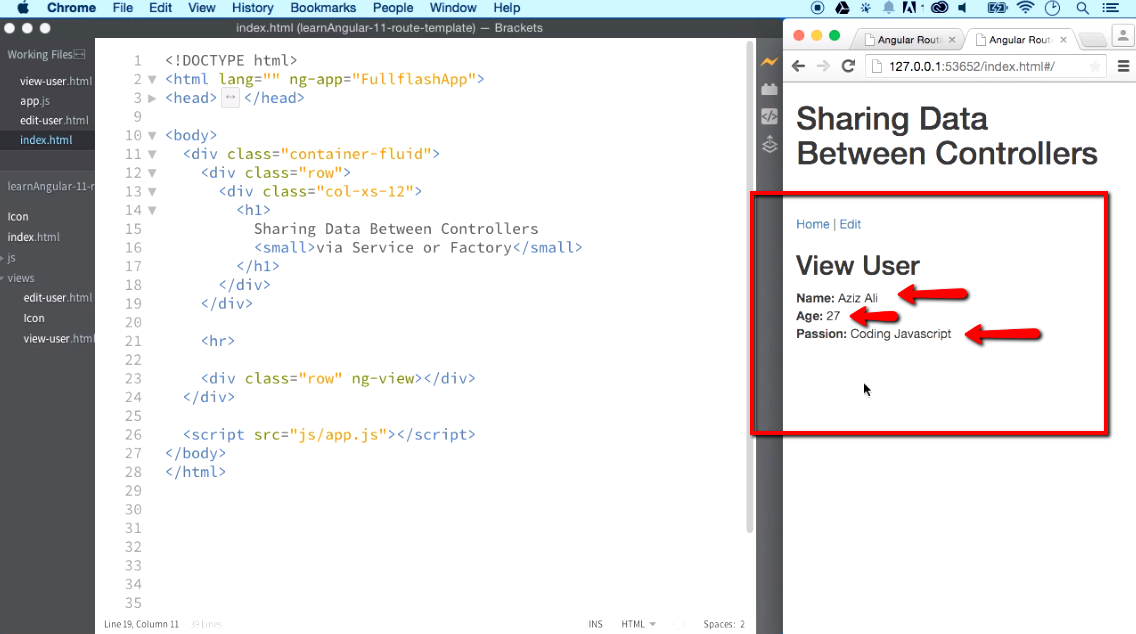 Chrome File Edit View History Bookmarks People Window Help
index.html (learnAngular-11-route-template) — Brackets
Working Files
view-user.html
app.js
edit-user.html
index.html
learnAngular-11-r
Icon
index.html
js
views
edit-user.html
Icon
view-user.html
1 <!DOCTYPE html>
2 <html lang="" ng-app="FullflashApp">
3 <head> </head>
9
10 <body>
11 <div class="container-fluid">
12 <div class="row">
13 <div class="col-xs-12">
14 <h1>
15 Sharing Data Between Controllers
16 <small>via Service or Factory</small>
17 </h1>
18 </div>
19 </div>
20
21 <hr>
22
23 <div class="row" ng-view></div>
24 </div>
25
26 <script src="js/app.js"></script>
27 </body>
28 </html>
29
30
31
32
33
34
35
Line 19, Column 11 39 Lines
INS HTML Spaces: 2
Angular Routi Angular Routi
127.0.0.1:53652/index.html#/
Sharing Data
Between Controllers
Home | Edit
View User
Name: Aziz Ali
Age: 27
Passion: Coding Javascript